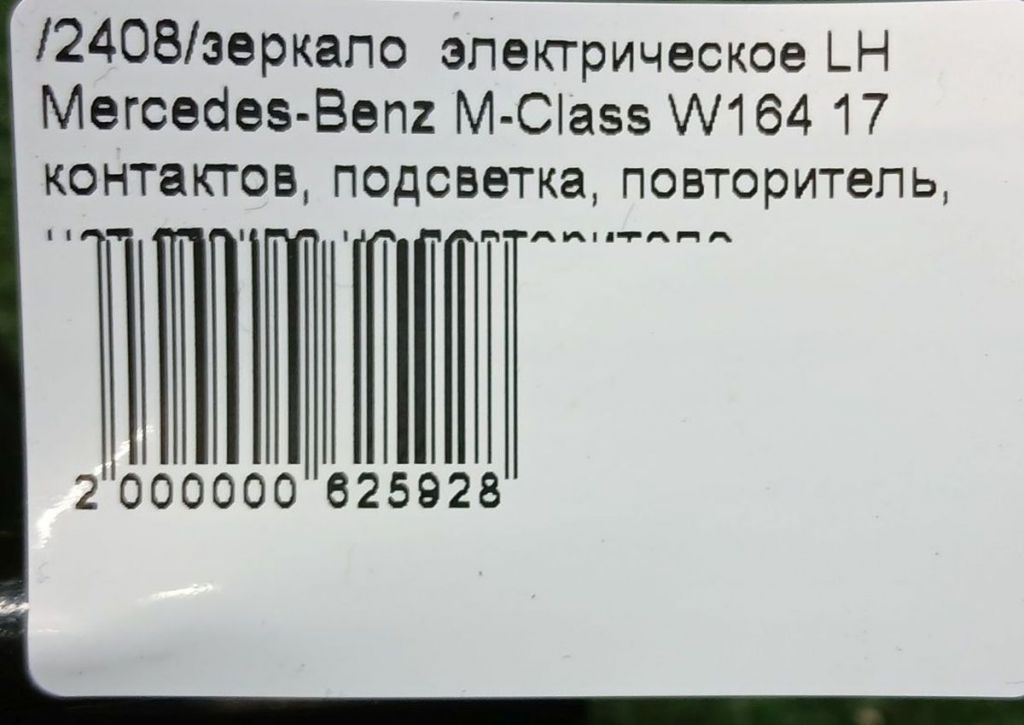 /2408/зеркало электрическое LH
Mercedes-Benz M-Class W164 17
контактов, подсветка, повторитель,
2 000000 625928